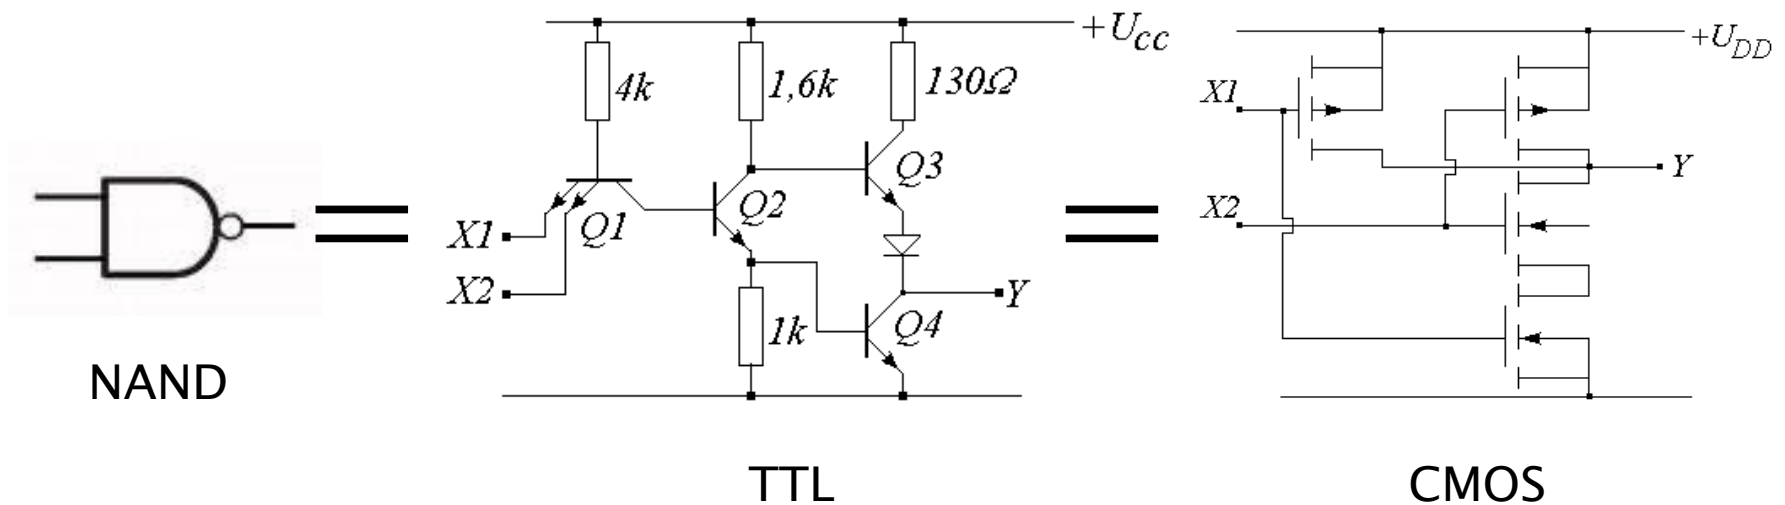 NAND
+UCC
4k
1,6k
130Ω
Q1
Q2
Q3
X1
X2
1k
Q4
Y
TTL
+UDD
X1
X2
Y
CMOS